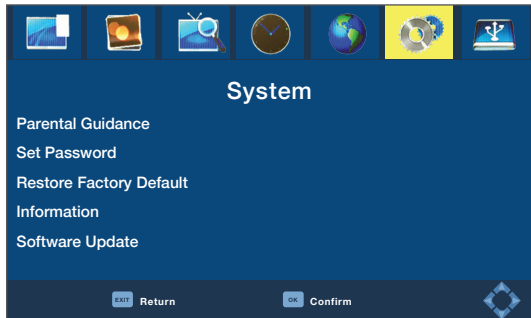 System
Parental Guidance
Set Password
Restore Factory Default
Information
Software Update
EXIT Return OK Confirm